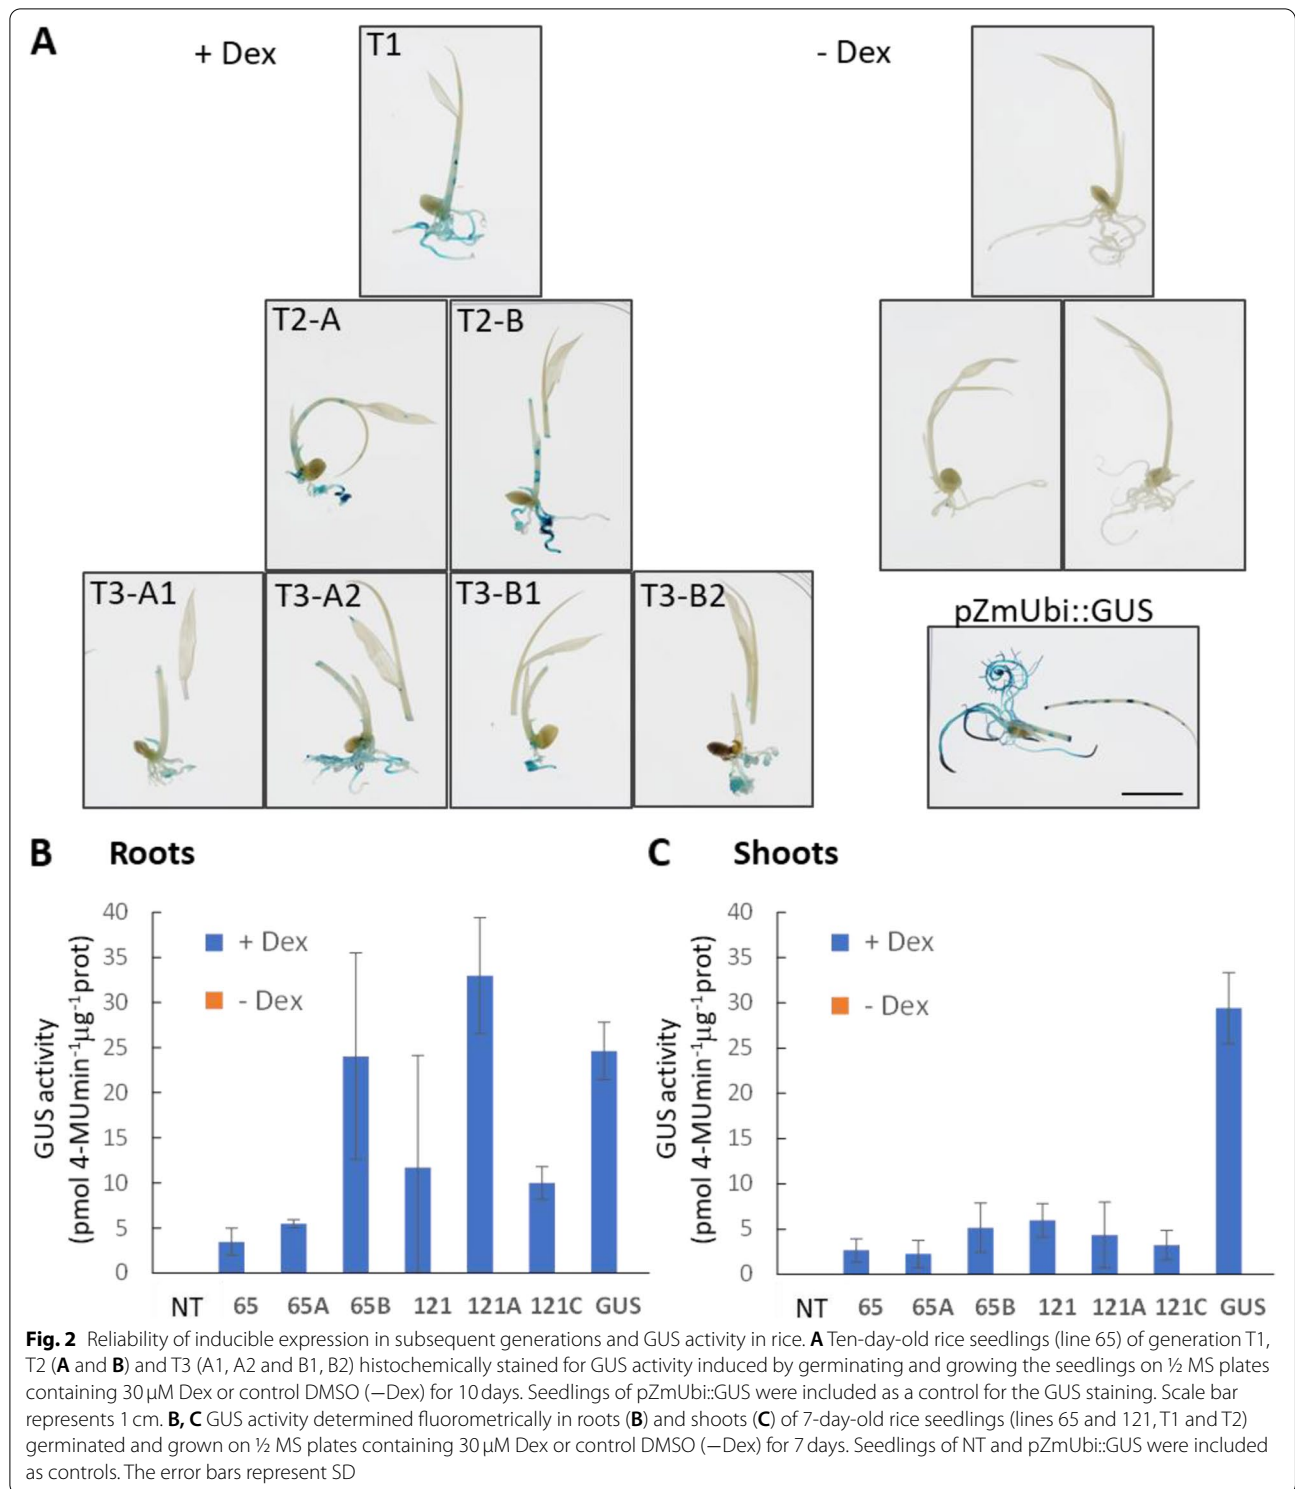 A
+ Dex
T1
- Dex
T2-A
T2-B
T3-A1
T3-A2
T3-B1
T3-B2
pZmUbi::GUS
B Roots
GUS activity
(pmol 4-MUmin⁻¹µg⁻¹prot)
40
35
30
25
20
15
10
5
0
+ Dex
- Dex
NT 65 65A 65B 121 121A 121C GUS
C Shoots
GUS activity
(pmol 4-MUmin⁻¹µg⁻¹prot)
40
35
30
25
20
15
10
5
0
+ Dex
- Dex
NT 65 65A 65B 121 121A 121C GUS
Fig. 2 Reliability of inducible expression in subsequent generations and GUS activity in rice. A Ten-day-old rice seedlings (line 65) of generation T1,
T2 (A and B) and T3 (A1, A2 and B1, B2) histochemically stained for GUS activity induced by germinating and growing the seedlings on ½ MS plates
containing 30 µM Dex or control DMSO (−Dex) for 10 days. Seedlings of pZmUbi::GUS were included as a control for the GUS staining. Scale bar
represents 1 cm. B, C GUS activity determined fluorometrically in roots (B) and shoots (C) of 7-day-old rice seedlings (lines 65 and 121, T1 and T2)
germinated and grown on ½ MS plates containing 30 µM Dex or control DMSO (−Dex) for 7 days. Seedlings of NT and pZmUbi::GUS were included
as controls. The error bars represent SD